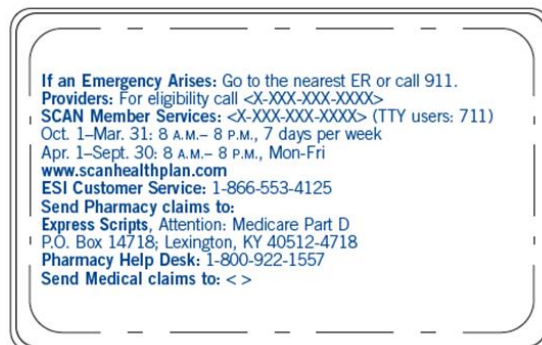 If an Emergency Arises: Go to the nearest ER or call 911.
Providers: For eligibility call <X-XXX-XXX-XXXX>
SCAN Member Services: <X-XXX-XXX-XXXX> (TTY users: 711)
Oct. 1–Mar. 31: 8 A.M.– 8 P.M., 7 days per week
Apr. 1–Sept. 30: 8 A.M.– 8 P.M., Mon-Fri
www.scanhealthplan.com
ESI Customer Service: 1-866-553-4125
Send Pharmacy claims to:
Express Scripts, Attention: Medicare Part D
P.O. Box 14718; Lexington, KY 40512-4718
Pharmacy Help Desk: 1-800-922-1557
Send Medical claims to: < >